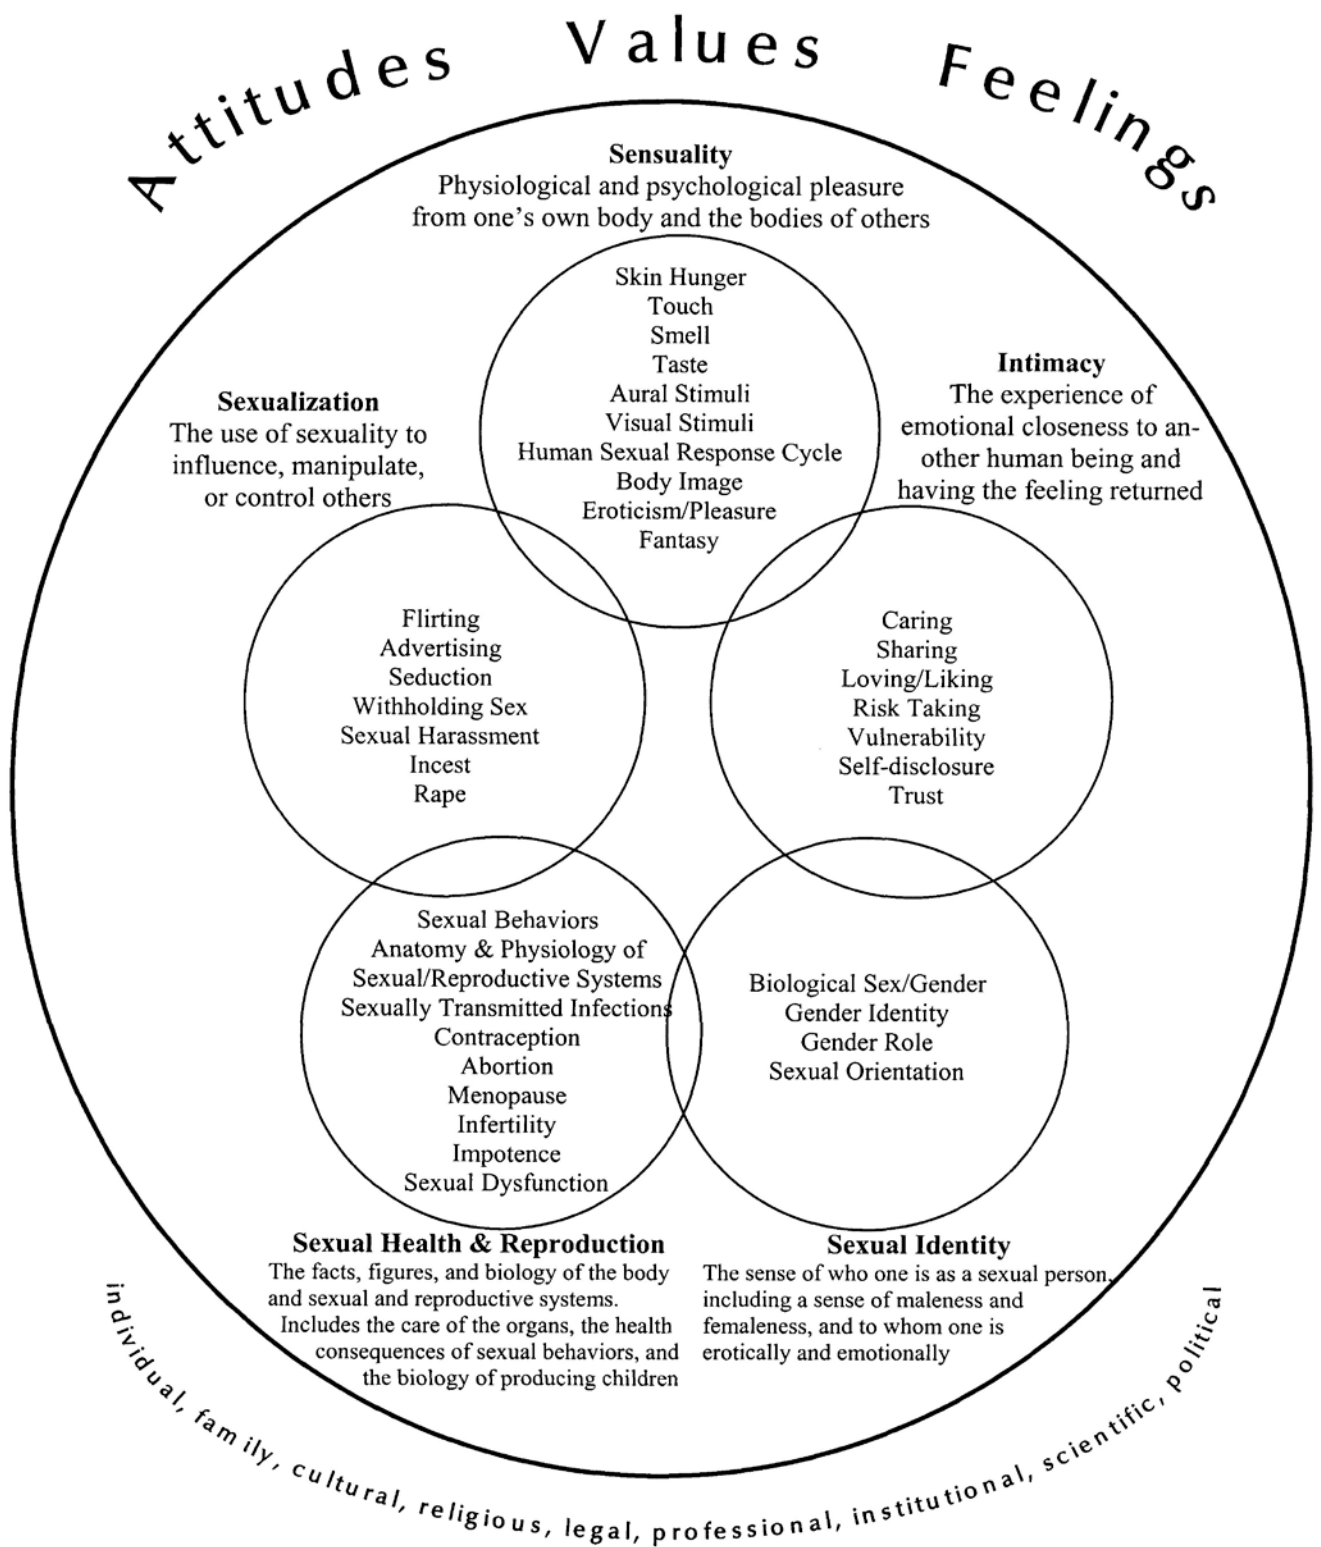 Attitudes Values Feelings
Sensuality
Physiological and psychological pleasure
from one's own body and the bodies of others
Skin Hunger
Touch
Smell
Taste
Aural Stimuli
Visual Stimuli
Human Sexual Response Cycle
Body Image
Eroticism/Pleasure
Fantasy
Intimacy
The experience of
emotional closeness to an-
other human being and
having the feeling returned
Caring
Sharing
Loving/Liking
Risk Taking
Vulnerability
Self-disclosure
Trust
Sexualization
The use of sexuality to
influence, manipulate,
or control others
Flirting
Advertising
Seduction
Withholding Sex
Sexual Harassment
Incest
Rape
Sexual Behaviors
Anatomy & Physiology of
Sexual/Reproductive Systems
Sexually Transmitted Infections
Contraception
Abortion
Menopause
Infertility
Impotence
Sexual Dysfunction
Sexual Health & Reproduction
The facts, figures, and biology of the body
and sexual and reproductive systems.
Includes the care of the organs, the health
consequences of sexual behaviors, and
the biology of producing children
Biological Sex/Gender
Gender Identity
Gender Role
Sexual Orientation
Sexual Identity
The sense of who one is as a sexual person,
including a sense of maleness and
femaleness, and to whom one is
erotically and emotionally
individual, family, cultural, religious, legal, professional, institutional, scientific, political